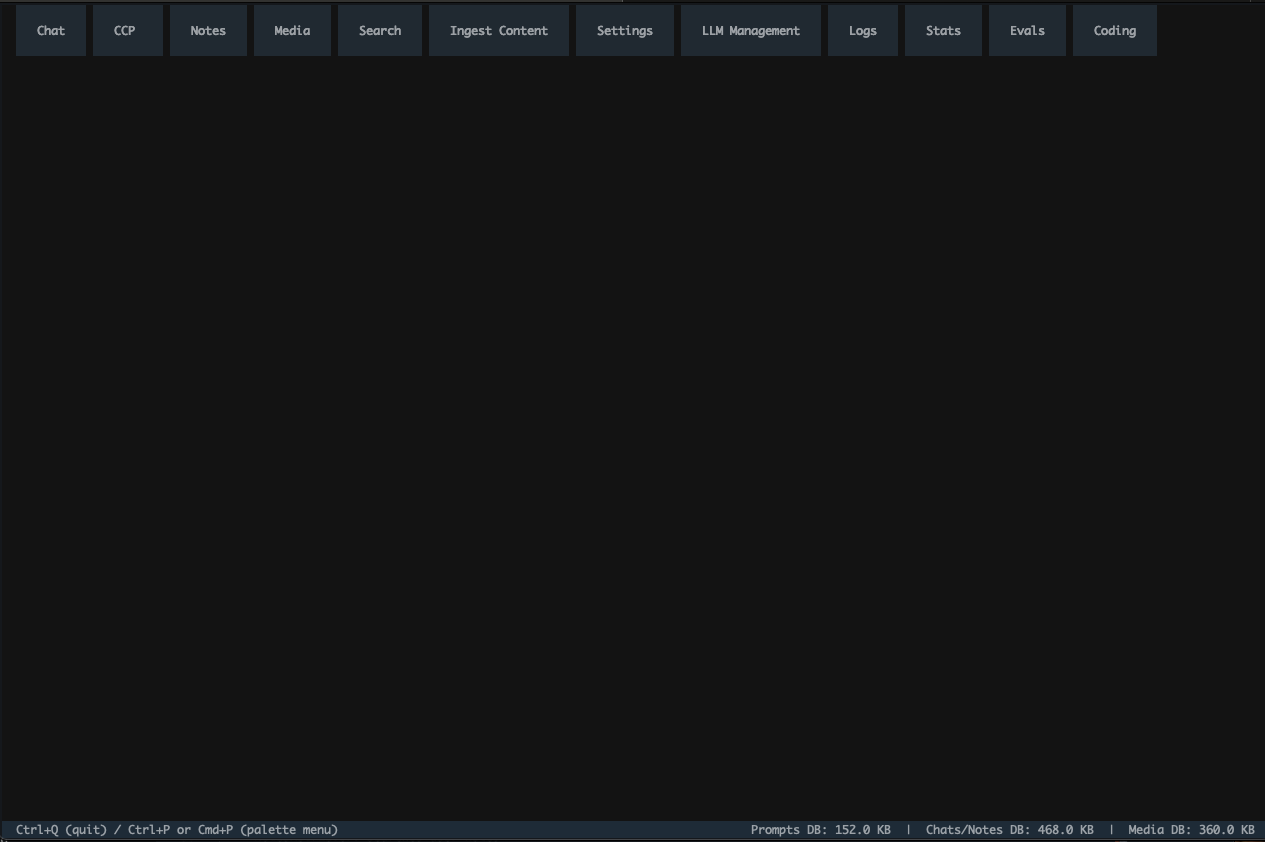 Chat CCP Notes Media Search Ingest Content Settings LLM Management Logs Stats Evals Coding
Ctrl+Q (quit) / Ctrl+P or Cmd+P (palette menu) Prompts DB: 152.0 KB | Chats/Notes DB: 468.0 KB | Media DB: 360.0 KB